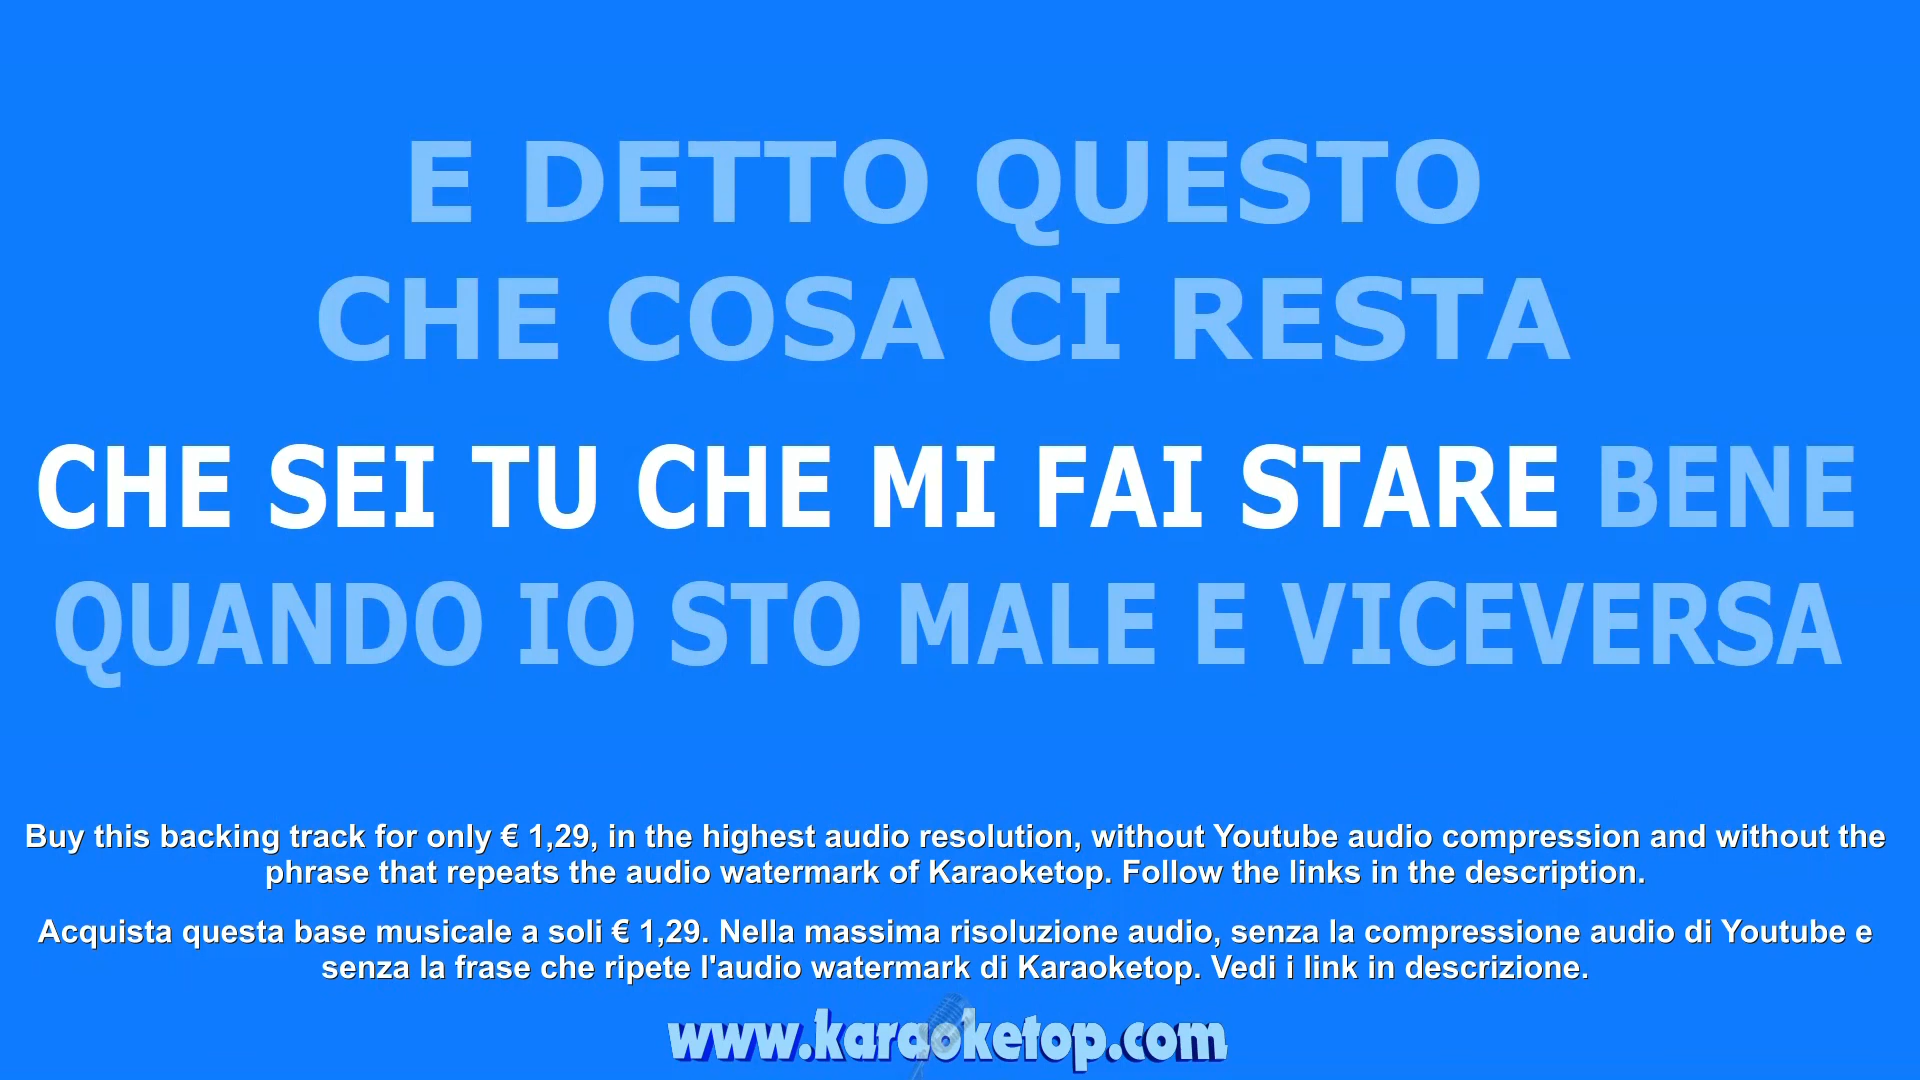 E DETTO QUESTO
CHE COSA CI RESTA
CHE SEI TU CHE MI FAI STARE BENE
QUANDO IO STO MALE E VICEVERSA
Buy this backing track for only € 1,29, in the highest audio resolution, without Youtube audio compression and without the
phrase that repeats the audio watermark of Karaoketop. Follow the links in the description.
Acquista questa base musicale a soli € 1,29. Nella massima risoluzione audio, senza la compressione audio di Youtube e
senza la frase che ripete l'audio watermark di Karaoketop. Vedi i link in descrizione.
www.karaoketop.com